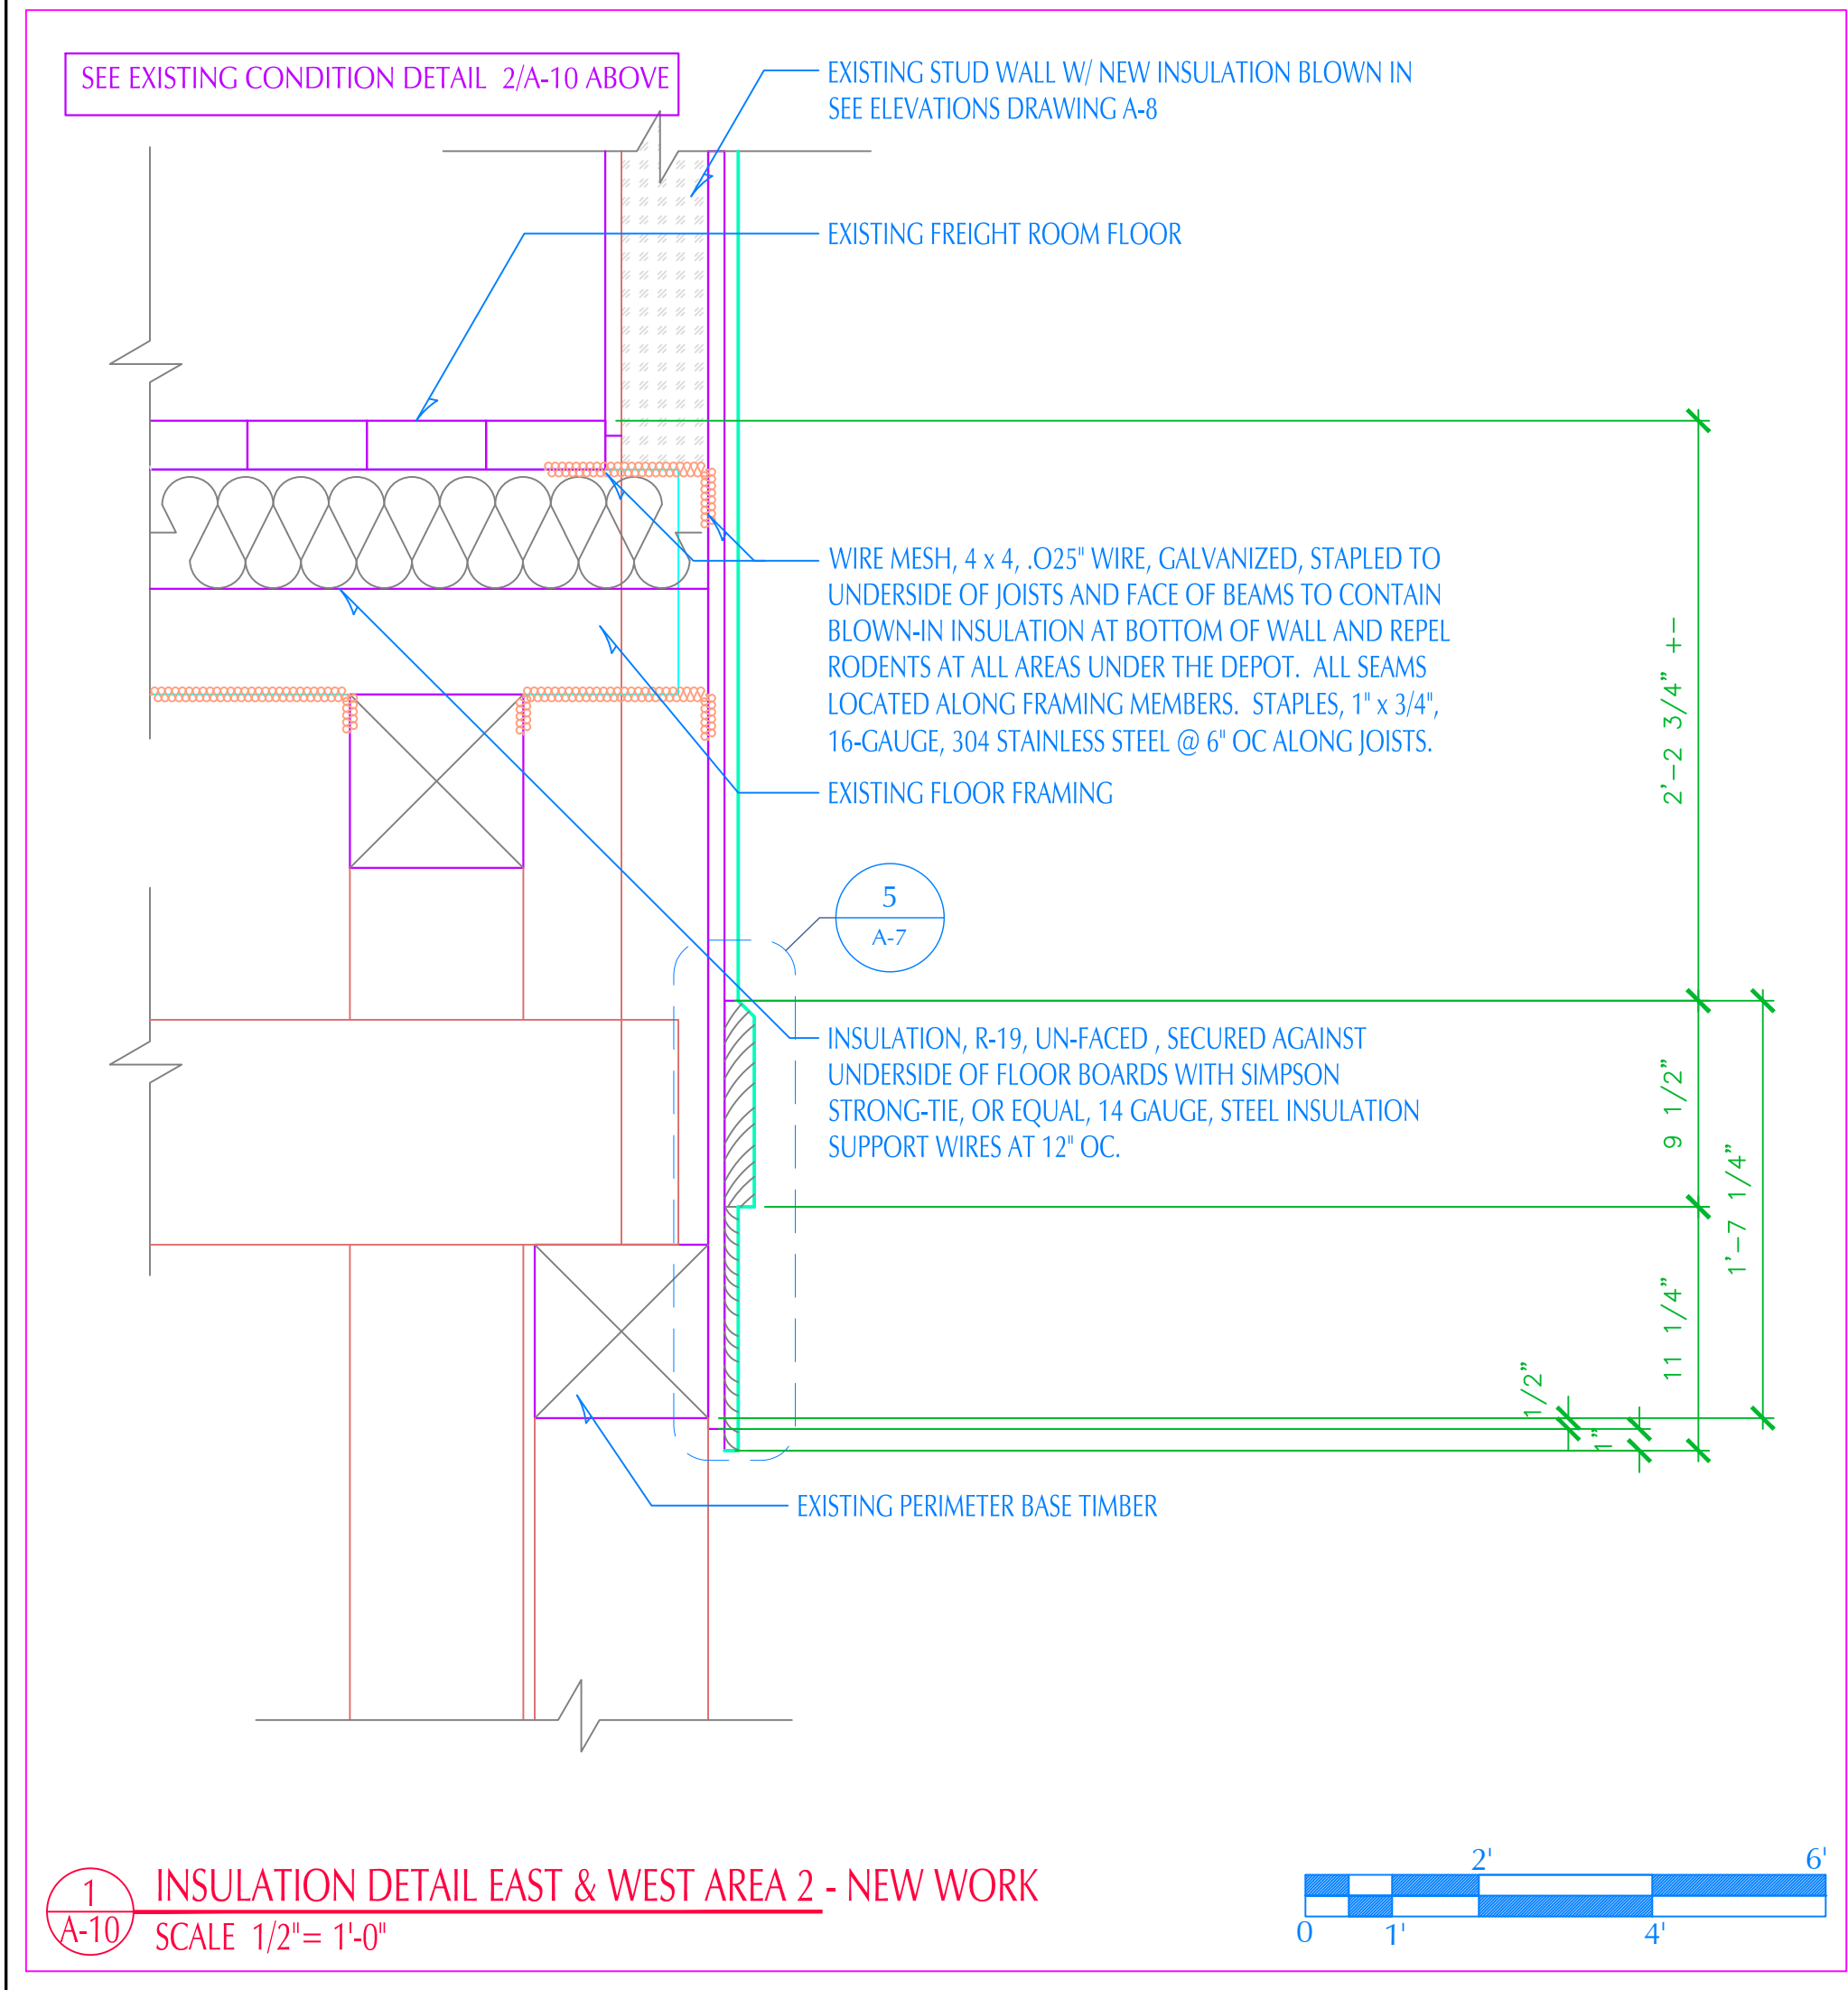 SEE EXISTING CONDITION DETAIL 2/A-10 ABOVE
EXISTING STUD WALL W/ NEW INSULATION BLOWN IN
SEE ELEVATIONS DRAWING A-8
EXISTING FREIGHT ROOM FLOOR
WIRE MESH, 4 x 4, .O25" WIRE, GALVANIZED, STAPLED TO
UNDERSIDE OF JOISTS AND FACE OF BEAMS TO CONTAIN
BLOWN-IN INSULATION AT BOTTOM OF WALL AND REPEL
RODENTS AT ALL AREAS UNDER THE DEPOT. ALL SEAMS
LOCATED ALONG FRAMING MEMBERS. STAPLES, 1" x 3/4",
16-GAUGE, 304 STAINLESS STEEL @ 6" OC ALONG JOISTS.
EXISTING FLOOR FRAMING
2'-2 3/4" +-
5
A-7
INSULATION, R-19, UN-FACED , SECURED AGAINST
UNDERSIDE OF FLOOR BOARDS WITH SIMPSON
STRONG-TIE, OR EQUAL, 14 GAUGE, STEEL INSULATION
SUPPORT WIRES AT 12" OC.
9 1/2"
1'-7 1/4"
11 1/4"
1/2"
1"
EXISTING PERIMETER BASE TIMBER
1
A-10
INSULATION DETAIL EAST & WEST AREA 2 - NEW WORK
SCALE 1/2"= 1'-0"
2'
6'
0
1'
4'